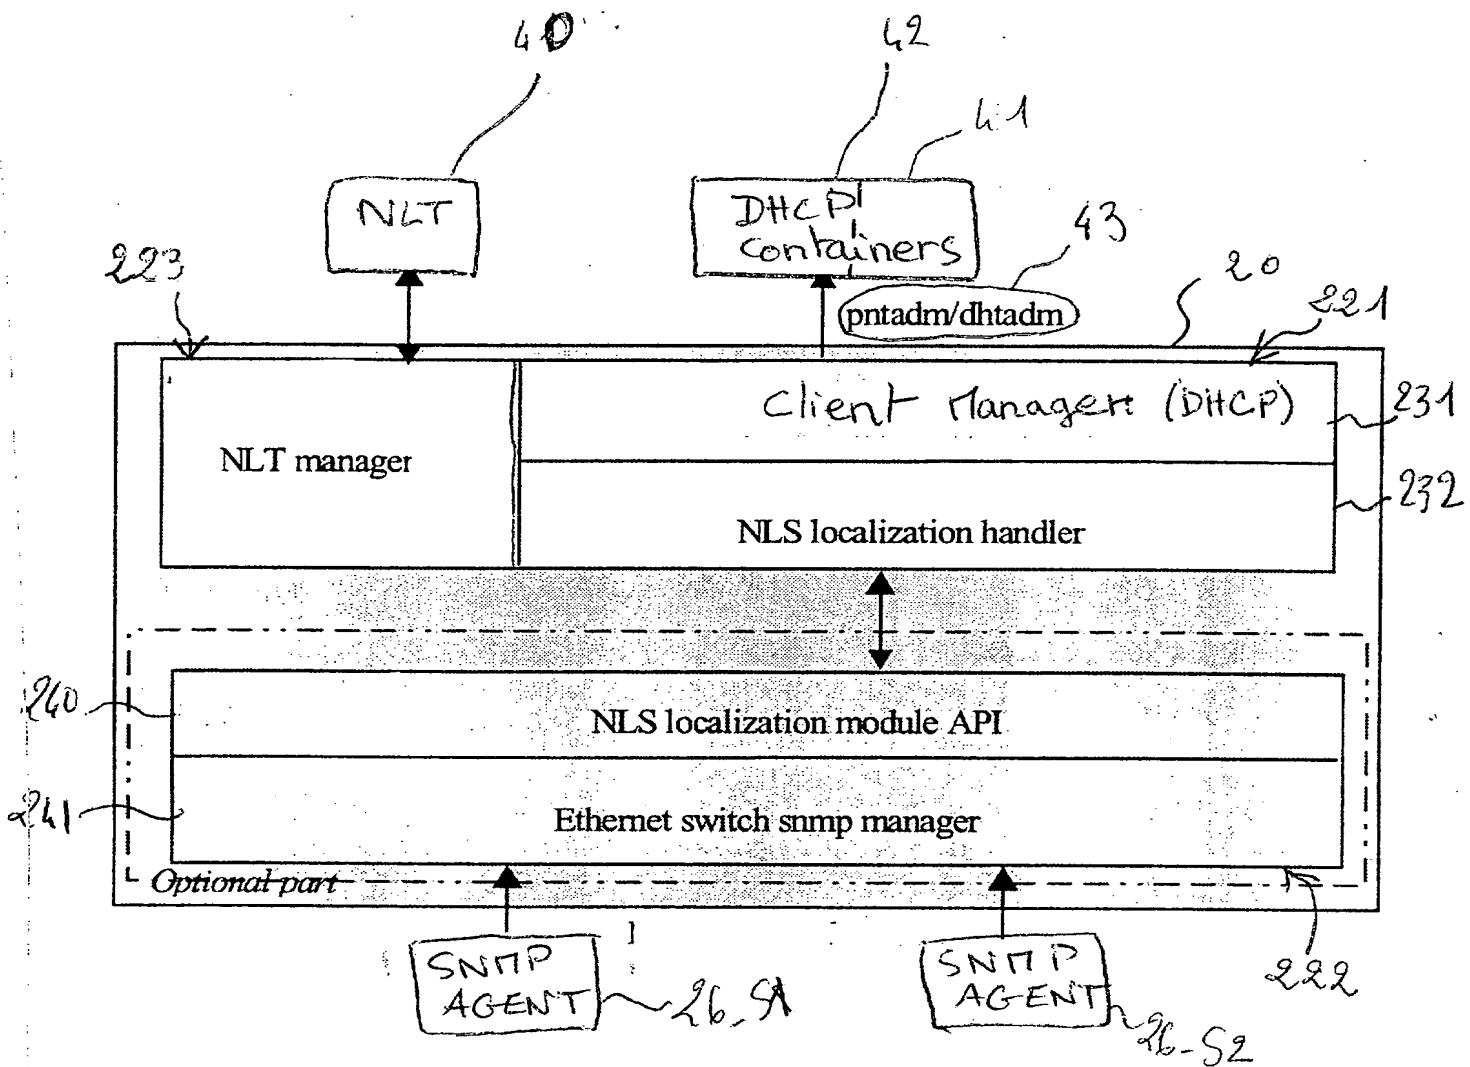 40
42
41
NLT
DHCP
containers
43
223
20
pntadm/dhtadm
221
Client Manager (DHCP)
231
NLT manager
232
NLS localization handler
240
NLS localization module API
241
Ethernet switch snmp manager
Optional part
SNMP
AGENT
26_S1
SNMP
AGENT
26-S2
222